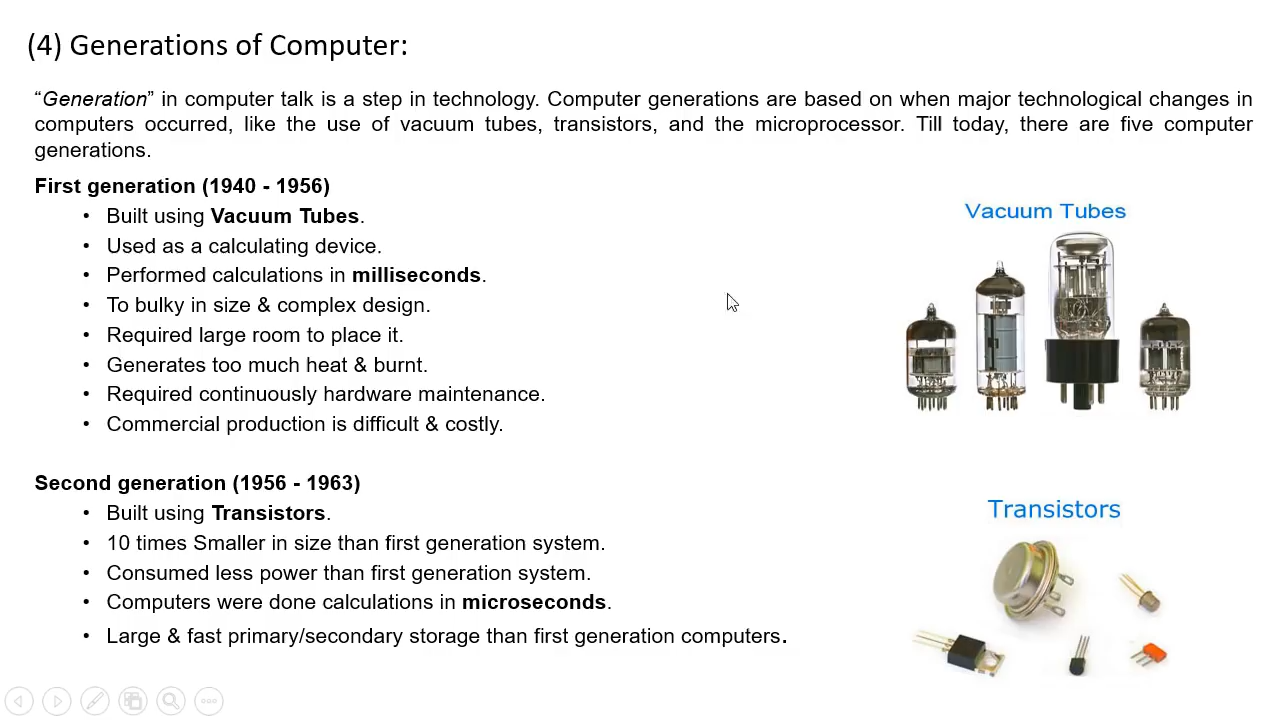 (4) Generations of Computer:
“Generation” in computer talk is a step in technology. Computer generations are based on when major technological changes in
computers occurred, like the use of vacuum tubes, transistors, and the microprocessor. Till today, there are five computer
generations.
First generation (1940 - 1956)
• Built using Vacuum Tubes.
• Used as a calculating device.
• Performed calculations in milliseconds.
• To bulky in size & complex design.
• Required large room to place it.
• Generates too much heat & burnt.
• Required continuously hardware maintenance.
• Commercial production is difficult & costly.
Vacuum Tubes
Second generation (1956 - 1963)
• Built using Transistors.
• 10 times Smaller in size than first generation system.
• Consumed less power than first generation system.
• Computers were done calculations in microseconds.
• Large & fast primary/secondary storage than first generation computers.
Transistors